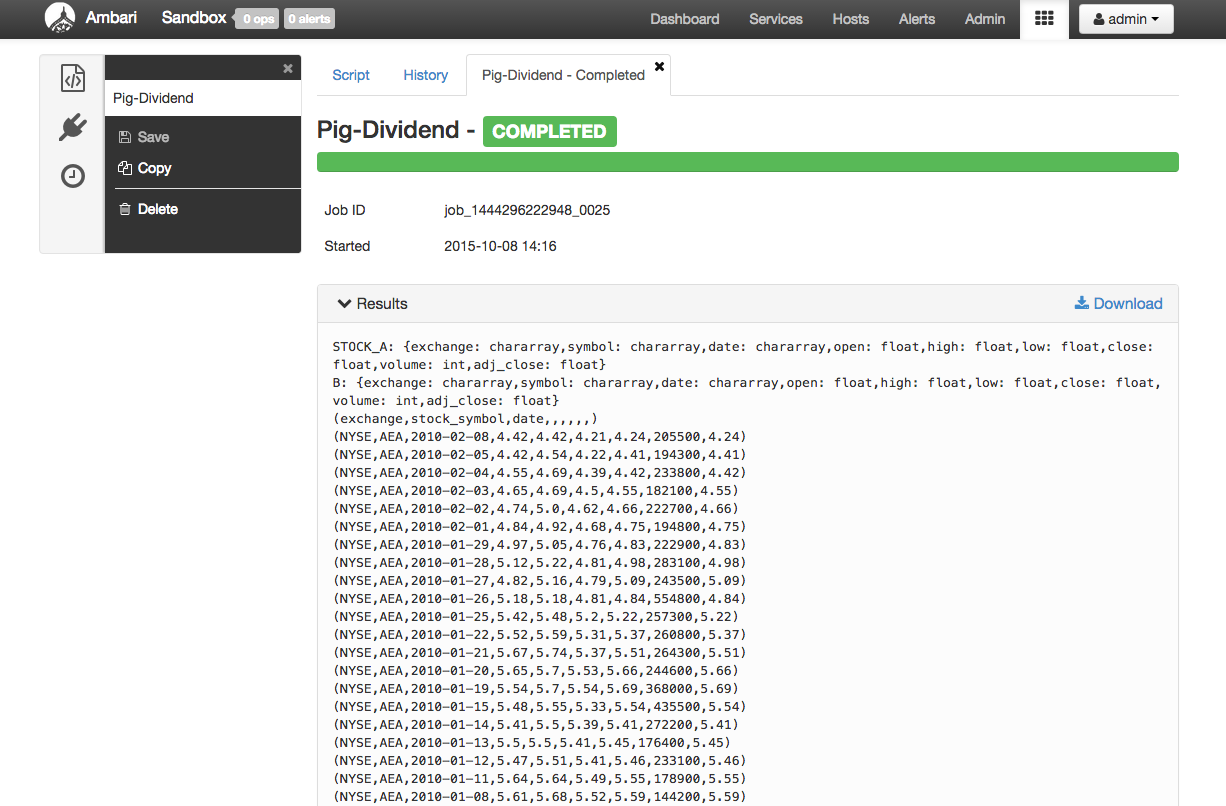 Ambari Sandbox 0 ops 0 alerts Dashboard Services Hosts Alerts Admin admin
Script History Pig-Dividend - Completed
Pig-Dividend
Save
Copy
Delete
Pig-Dividend - COMPLETED
Job ID job_1444296222948_0025
Started 2015-10-08 14:16
Results Download
STOCK_A: {exchange: chararray,symbol: chararray,date: chararray,open: float,high: float,low: float,close:
float,volume: int,adj_close: float}
B: {exchange: chararray,symbol: chararray,date: chararray,open: float,high: float,low: float,close: float,
volume: int,adj_close: float}
(exchange,stock_symbol,date,,,,,,)
(NYSE,AEA,2010-02-08,4.42,4.42,4.21,4.24,205500,4.24)
(NYSE,AEA,2010-02-05,4.42,4.54,4.22,4.41,194300,4.41)
(NYSE,AEA,2010-02-04,4.55,4.69,4.39,4.42,233800,4.42)
(NYSE,AEA,2010-02-03,4.65,4.69,4.5,4.55,182100,4.55)
(NYSE,AEA,2010-02-02,4.74,5.0,4.62,4.66,222700,4.66)
(NYSE,AEA,2010-02-01,4.84,4.92,4.68,4.75,194800,4.75)
(NYSE,AEA,2010-01-29,4.97,5.05,4.76,4.83,222900,4.83)
(NYSE,AEA,2010-01-28,5.12,5.22,4.81,4.98,283100,4.98)
(NYSE,AEA,2010-01-27,4.82,5.16,4.79,5.09,243500,5.09)
(NYSE,AEA,2010-01-26,5.18,5.18,4.81,4.84,554800,4.84)
(NYSE,AEA,2010-01-25,5.42,5.48,5.2,5.22,257300,5.22)
(NYSE,AEA,2010-01-22,5.52,5.59,5.31,5.37,260800,5.37)
(NYSE,AEA,2010-01-21,5.67,5.74,5.37,5.51,264300,5.51)
(NYSE,AEA,2010-01-20,5.65,5.7,5.53,5.66,244600,5.66)
(NYSE,AEA,2010-01-19,5.54,5.7,5.54,5.69,368000,5.69)
(NYSE,AEA,2010-01-15,5.48,5.55,5.33,5.54,435500,5.54)
(NYSE,AEA,2010-01-14,5.41,5.5,5.39,5.41,272200,5.41)
(NYSE,AEA,2010-01-13,5.5,5.5,5.41,5.45,176400,5.45)
(NYSE,AEA,2010-01-12,5.47,5.51,5.41,5.46,233100,5.46)
(NYSE,AEA,2010-01-11,5.64,5.64,5.49,5.55,178900,5.55)
(NYSE,AEA,2010-01-08,5.61,5.68,5.52,5.59,144200,5.59)